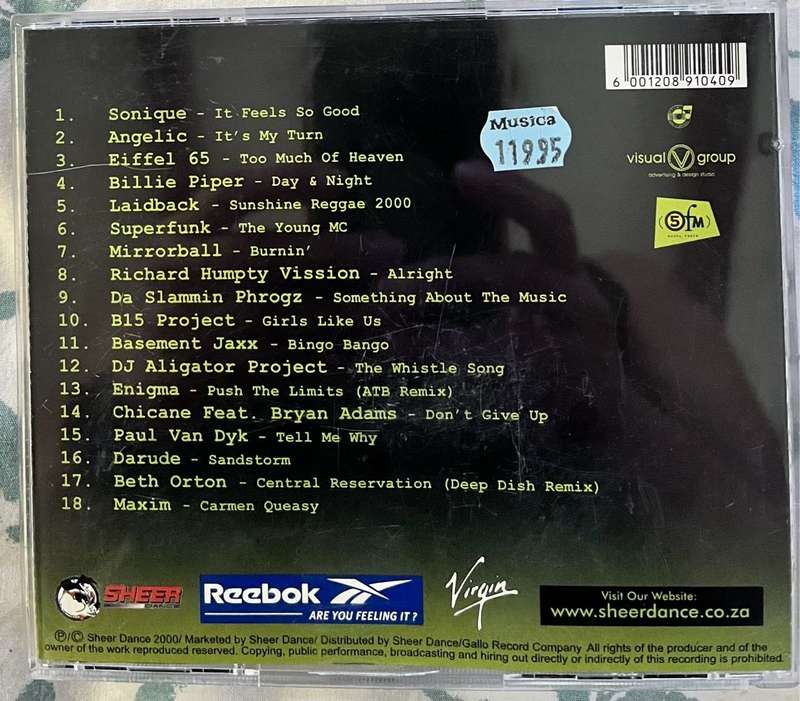 6 001208 910409
Musica
11995
visual V group
advertising & design studio
5fm
1. Sonique - It Feels So Good
2. Angelic - It's My Turn
3. Eiffel 65 - Too Much Of Heaven
4. Billie Piper - Day & Night
5. Laidback - Sunshine Reggae 2000
6. Superfunk - The Young MC
7. Mirrorball - Burnin'
8. Richard Humpty Vission - Alright
9. Da Slammin Phrogz - Something About The Music
10. B15 Project - Girls Like Us
11. Basement Jaxx - Bingo Bango
12. DJ Aligator Project - The Whistle Song
13. Enigma - Push The Limits (ATB Remix)
14. Chicane Feat. Bryan Adams - Don't Give Up
15. Paul Van Dyk - Tell Me Why
16. Darude - Sandstorm
17. Beth Orton - Central Reservation (Deep Dish Remix)
18. Maxim - Carmen Queasy
SHEER
DANCE
Reebok
ARE YOU FEELING IT?
Virgin
Visit Our Website:
www.sheerdance.co.za
℗/© Sheer Dance 2000/ Marketed by Sheer Dance/ Distributed by Sheer Dance/Gallo Record Company All rights of the producer and of the
owner of the work reproduced reserved. Copying, public performance, broadcasting and hiring out directly or indirectly of this recording is prohibited.